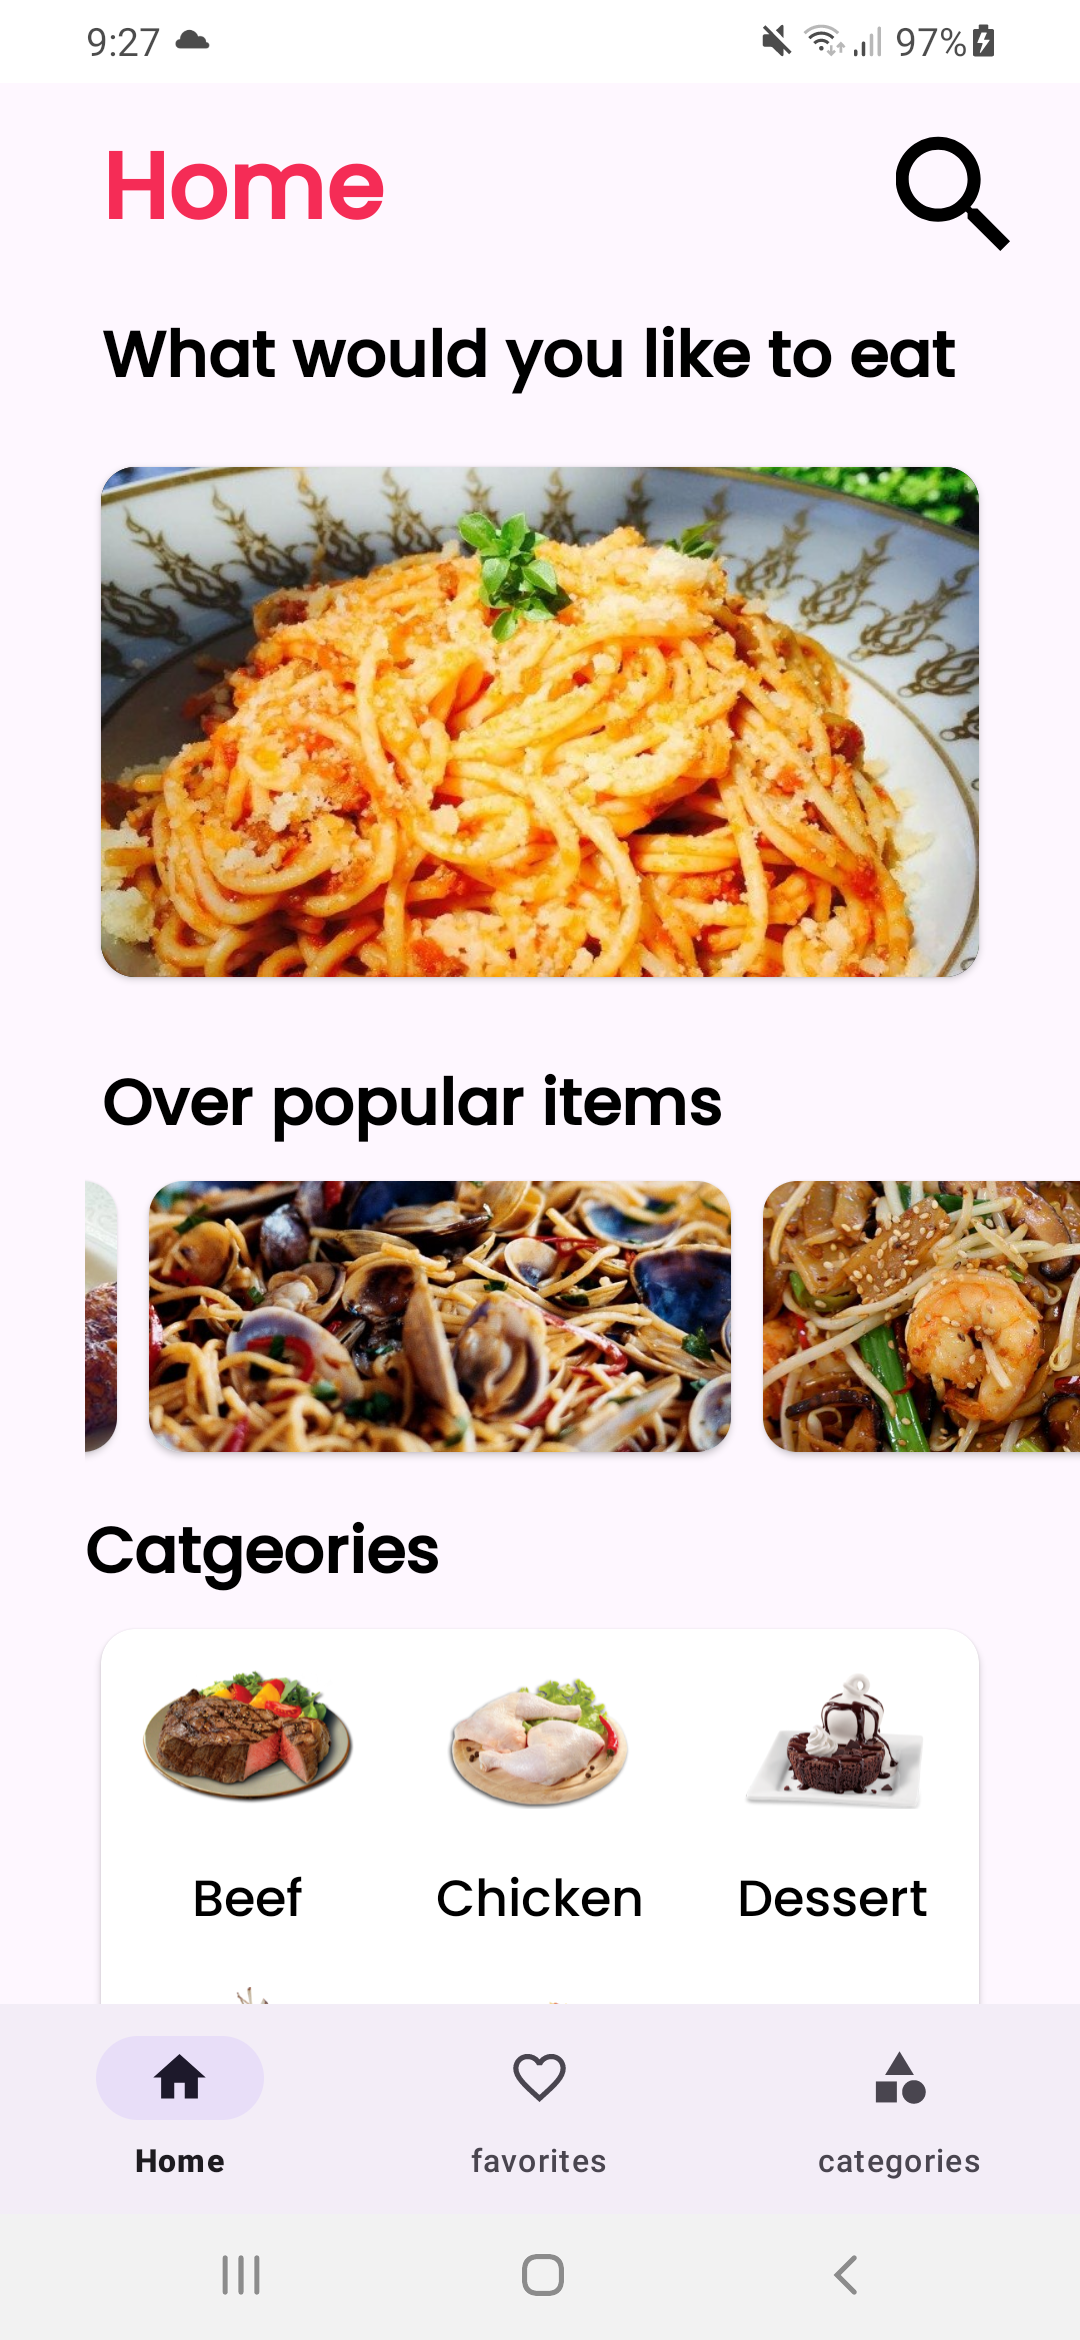 9:27 97%
Home
What would you like to eat
Over popular items
Catgeories
Beef Chicken Dessert
Home favorites categories